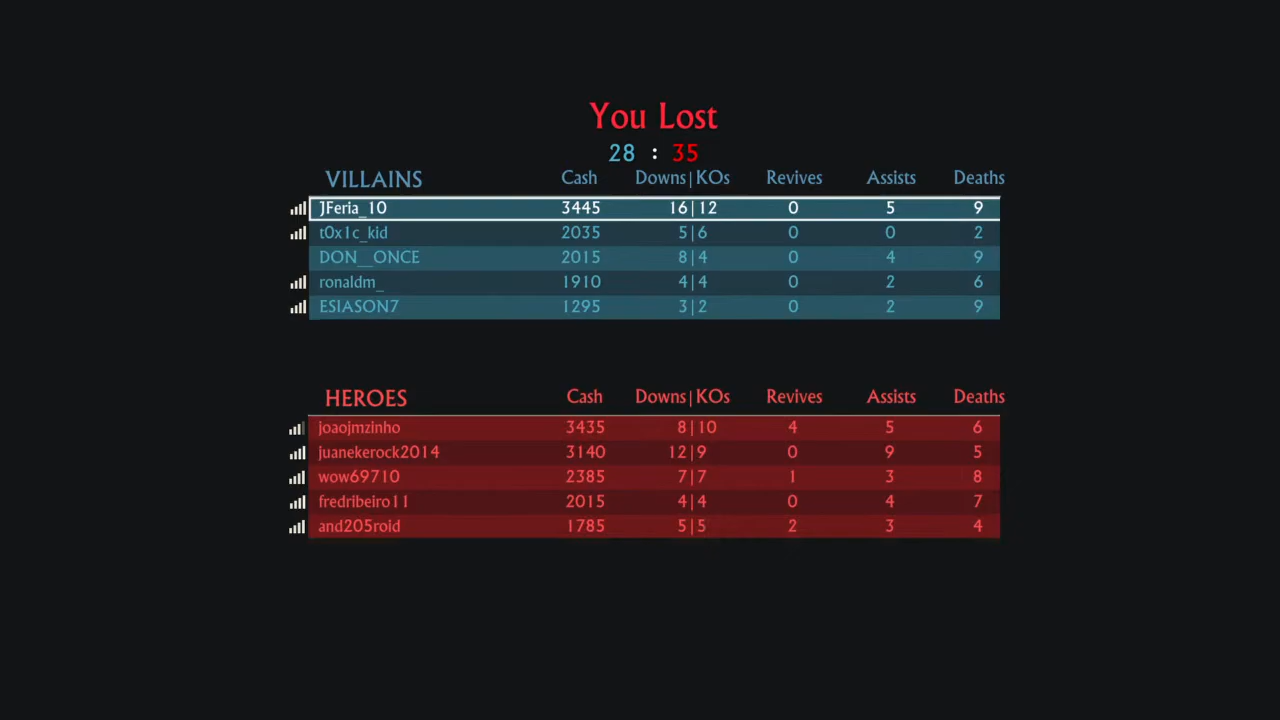 You Lost
28 : 35
VILLAINS Cash Downs|KOs Revives Assists Deaths
JFeria_10 3445 16|12 0 5 9
t0x1c_kid 2035 5|6 0 0 2
DON__ONCE 2015 8|4 0 4 9
ronaldm_ 1910 4|4 0 2 6
ESIASON7 1295 3|2 0 2 9
HEROES Cash Downs|KOs Revives Assists Deaths
joaojmzinho 3435 8|10 4 5 6
juanekerock2014 3140 12|9 0 9 5
wow69710 2385 7|7 1 3 8
fredribeiro11 2015 4|4 0 4 7
and205roid 1785 5|5 2 3 4